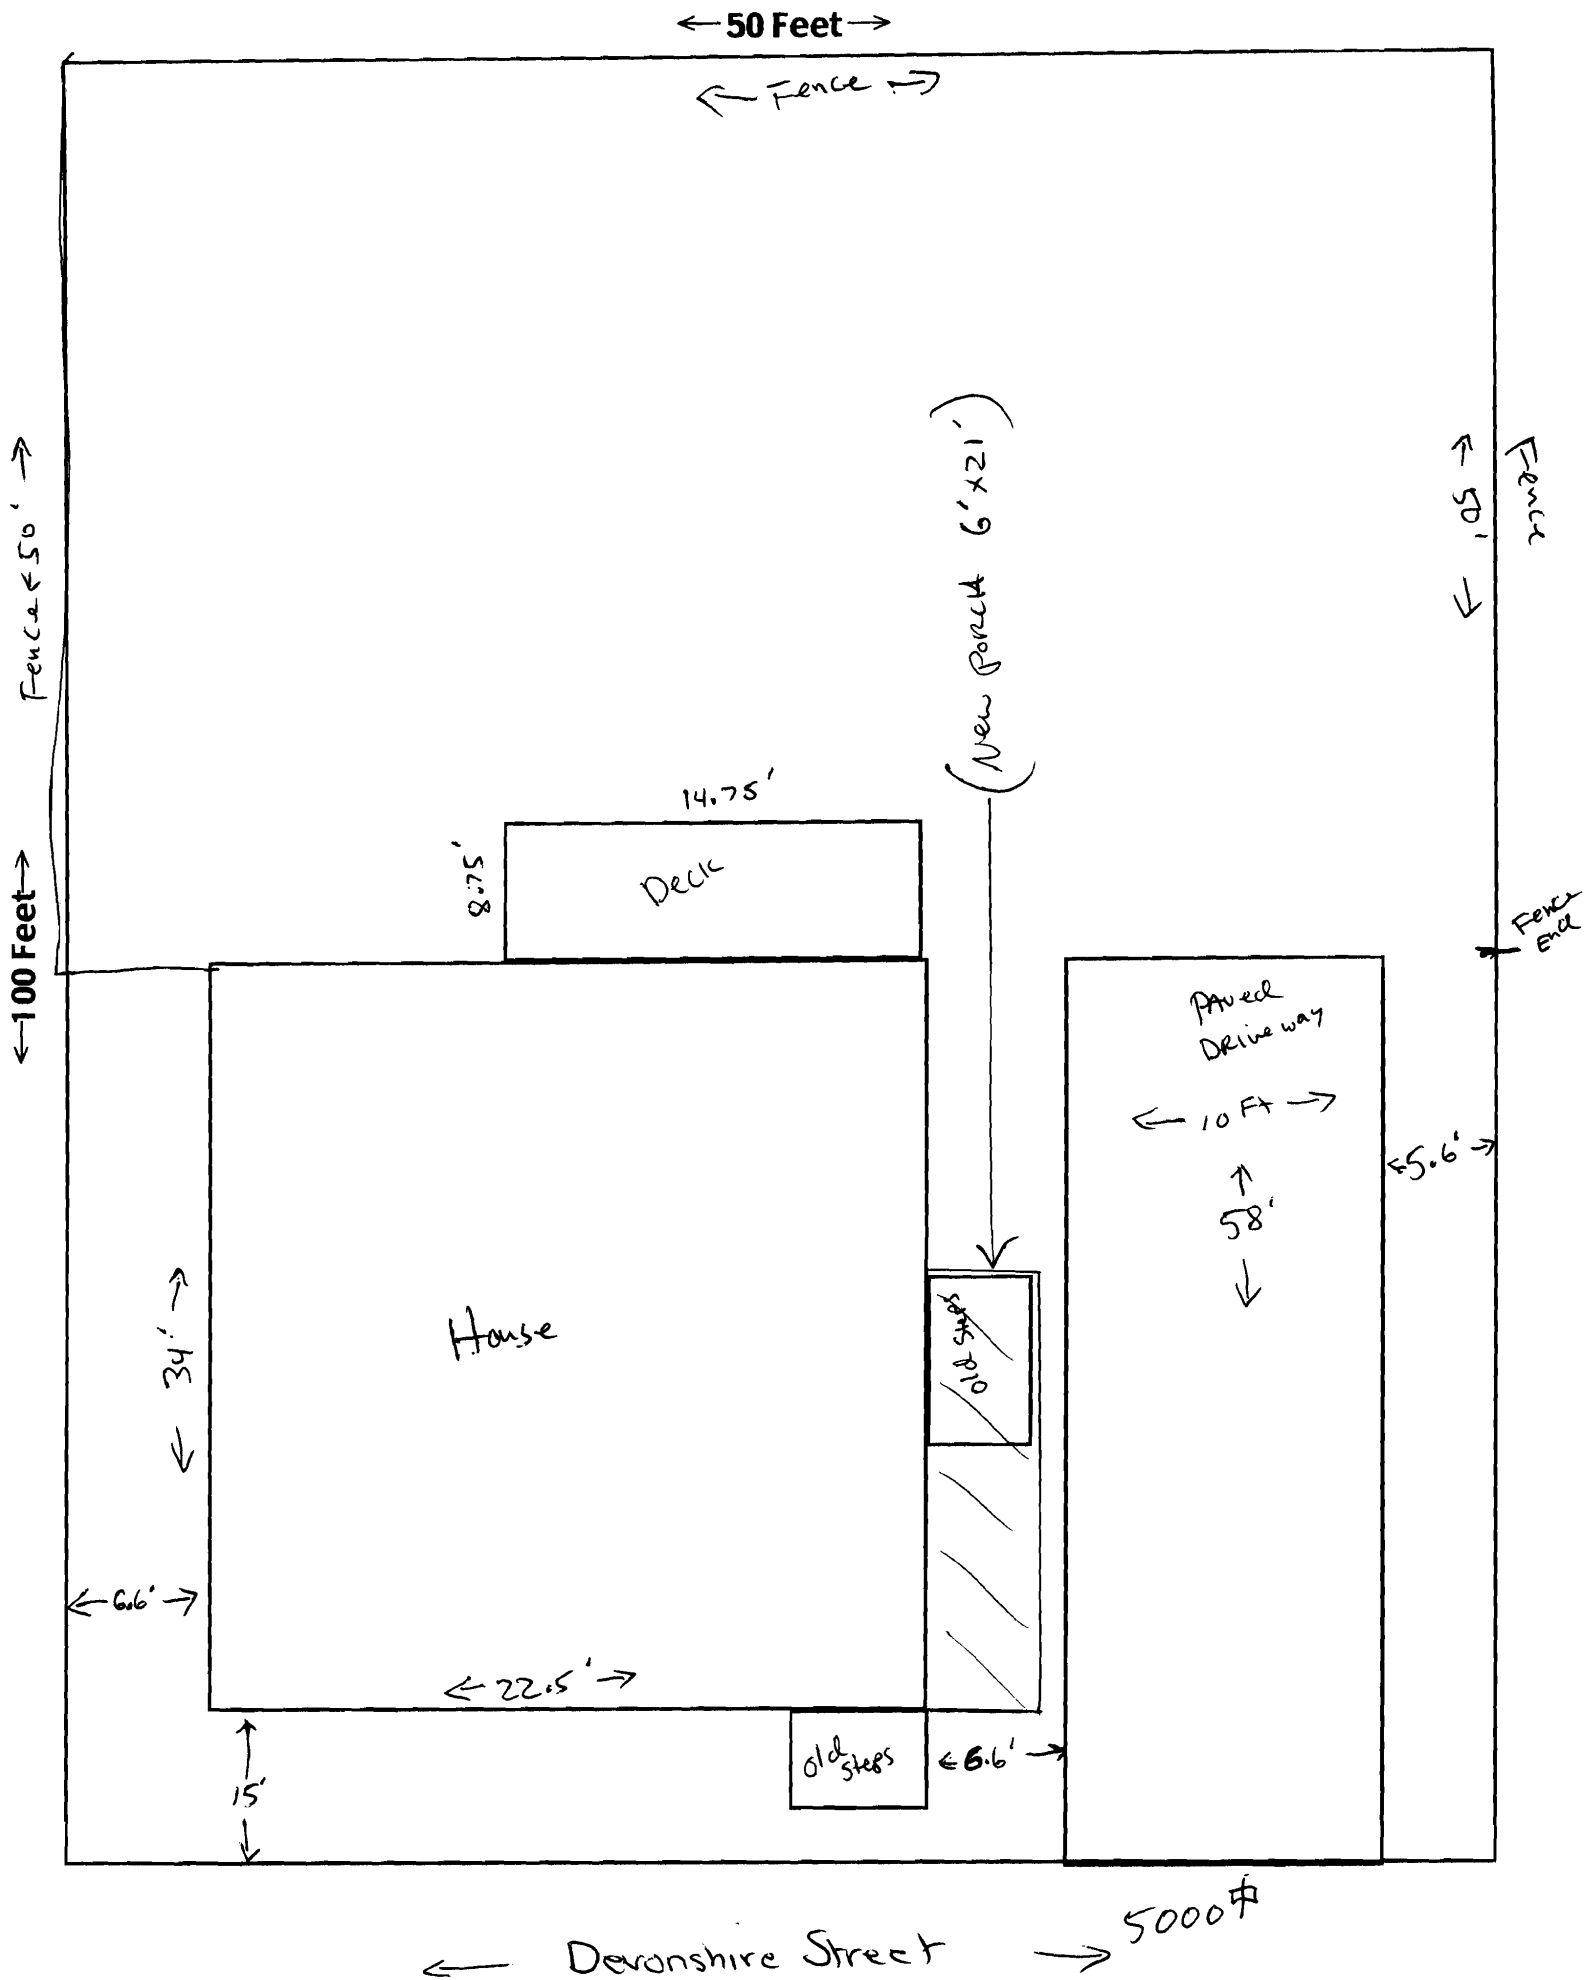 ←50 Feet→
← Fence →
(New PORCH 6'x21')
Fence ← 50' →
← 50' →
Fence
14.75'
8.75'
Deck
←100 Feet→
Fence
End
PAved
DRiveway
← 10 Ft →
←5.6'→
58'
Old Steps
House
34'
←6.6'→
← 22.5' →
old
steps
←6.6'→
15'
5000
← Devonshire Street →